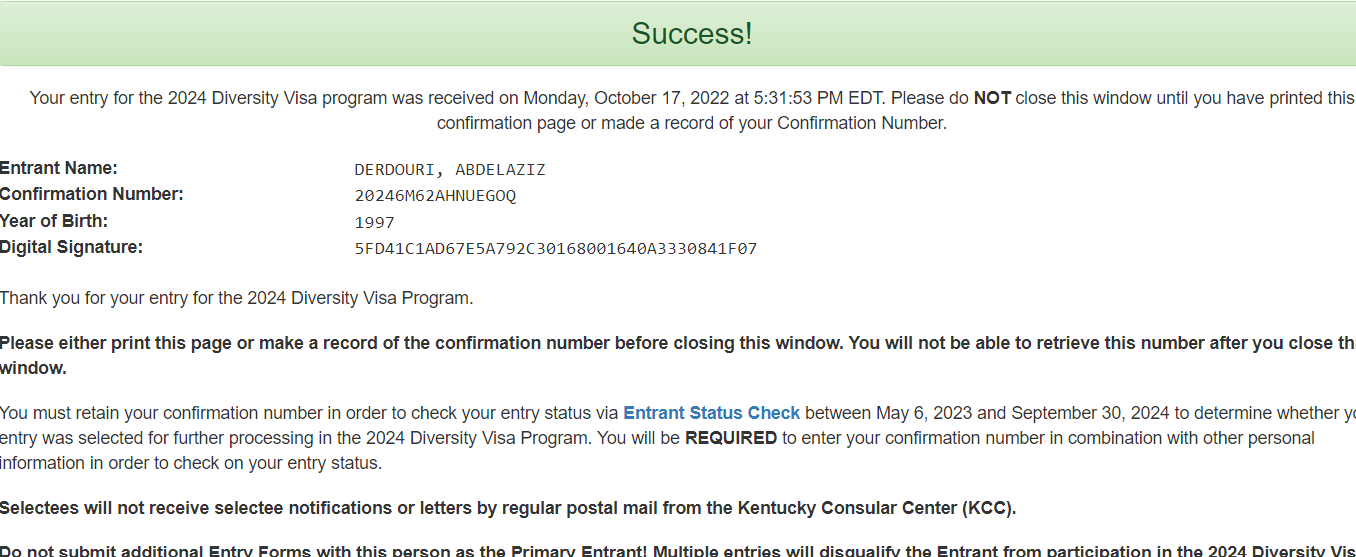 Success!
Your entry for the 2024 Diversity Visa program was received on Monday, October 17, 2022 at 5:31:53 PM EDT. Please do NOT close this window until you have printed this
confirmation page or made a record of your Confirmation Number.
Entrant Name: DERDOURI, ABDELAZIZ
Confirmation Number: 20246M62AHNUEGOQ
Year of Birth: 1997
Digital Signature: 5FD41C1AD67E5A792C30168001640A3330841F07
Thank you for your entry for the 2024 Diversity Visa Program.
Please either print this page or make a record of the confirmation number before closing this window. You will not be able to retrieve this number after you close
window.
You must retain your confirmation number in order to check your entry status via Entrant Status Check between May 6, 2023 and September 30, 2024 to determine whether
entry was selected for further processing in the 2024 Diversity Visa Program. You will be REQUIRED to enter your confirmation number in combination with other personal
information in order to check on your entry status.
Selectees will not receive selectee notifications or letters by regular postal mail from the Kentucky Consular Center (KCC).
Do not submit additional Entry Forms with this person as the Primary Entrant! Multiple entries will disqualify the Entrant from participation in the 2024 Diversity